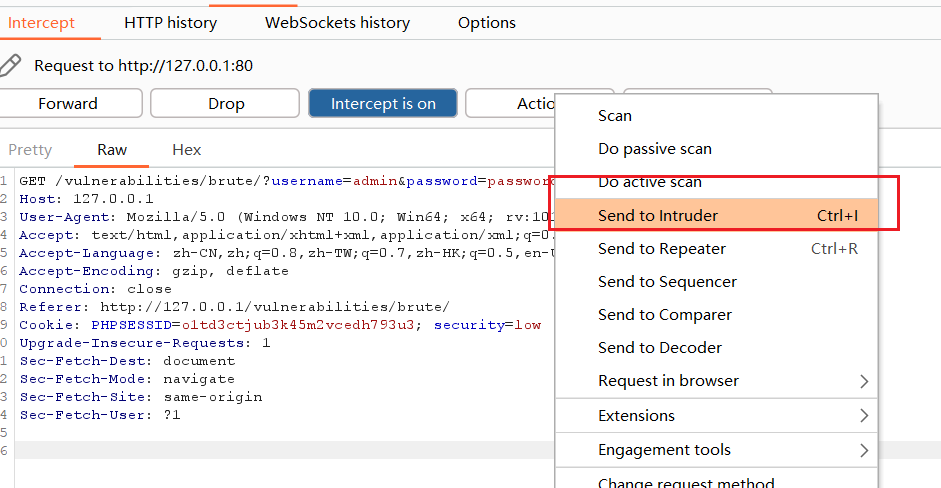 Intercept HTTP history WebSockets history Options
Request to http://127.0.0.1:80
Forward Drop Intercept is on Actio
Pretty Raw Hex
1 GET /vulnerabilities/brute/?username=admin&password=password
2 Host: 127.0.0.1
3 User-Agent: Mozilla/5.0 (Windows NT 10.0; Win64; x64; rv:10
4 Accept: text/html,application/xhtml+xml,application/xml;q=0.
5 Accept-Language: zh-CN,zh;q=0.8,zh-TW;q=0.7,zh-HK;q=0.5,en-U
6 Accept-Encoding: gzip, deflate
7 Connection: close
8 Referer: http://127.0.0.1/vulnerabilities/brute/
9 Cookie: PHPSESSID=o1td3ctjub3k45m2vcedh793u3; security=low
0 Upgrade-Insecure-Requests: 1
1 Sec-Fetch-Dest: document
2 Sec-Fetch-Mode: navigate
3 Sec-Fetch-Site: same-origin
4 Sec-Fetch-User: ?1
5
6
Scan
Do passive scan
Do active scan
Send to Intruder Ctrl+I
Send to Repeater Ctrl+R
Send to Sequencer
Send to Comparer
Send to Decoder
Request in browser
Extensions
Engagement tools
Change request method